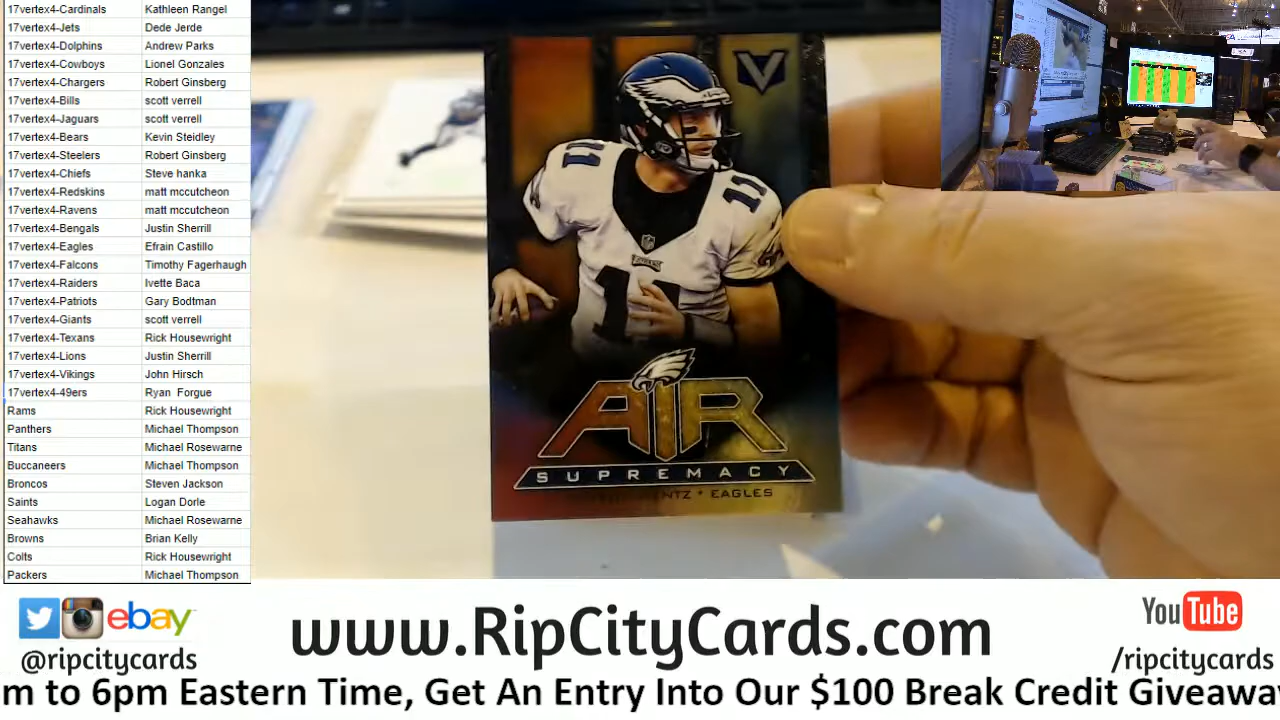 17vertex4-Cardinals Kathleen Rangel
17vertex4-Jets Dede Jerde
17vertex4-Dolphins Andrew Parks
17vertex4-Cowboys Lionel Gonzales
17vertex4-Chargers Robert Ginsberg
17vertex4-Bills scott verrell
17vertex4-Jaguars scott verrell
17vertex4-Bears Kevin Steidley
17vertex4-Steelers Robert Ginsberg
17vertex4-Chiefs Steve hanka
17vertex4-Redskins matt mccutcheon
17vertex4-Ravens matt mccutcheon
17vertex4-Bengals Justin Sherrill
17vertex4-Eagles Efrain Castillo
17vertex4-Falcons Timothy Fagerhaugh
17vertex4-Raiders Ivette Baca
17vertex4-Patriots Gary Bodtman
17vertex4-Giants scott verrell
17vertex4-Texans Rick Housewright
17vertex4-Lions Justin Sherrill
17vertex4-Vikings John Hirsch
17vertex4-49ers Ryan Forgue
Rams Rick Housewright
Panthers Michael Thompson
Titans Michael Rosewarne
Buccaneers Michael Thompson
Broncos Steven Jackson
Saints Logan Dorle
Seahawks Michael Rosewarne
Browns Brian Kelly
Colts Rick Housewright
Packers Michael Thompson
V
11 11
11
AIR
SUPREMACY
NTZ • EAGLES
ebay
@ripcitycards
www.RipCityCards.com
YouTube
/ripcitycards
m to 6pm Eastern Time, Get An Entry Into Our $100 Break Credit Giveaway